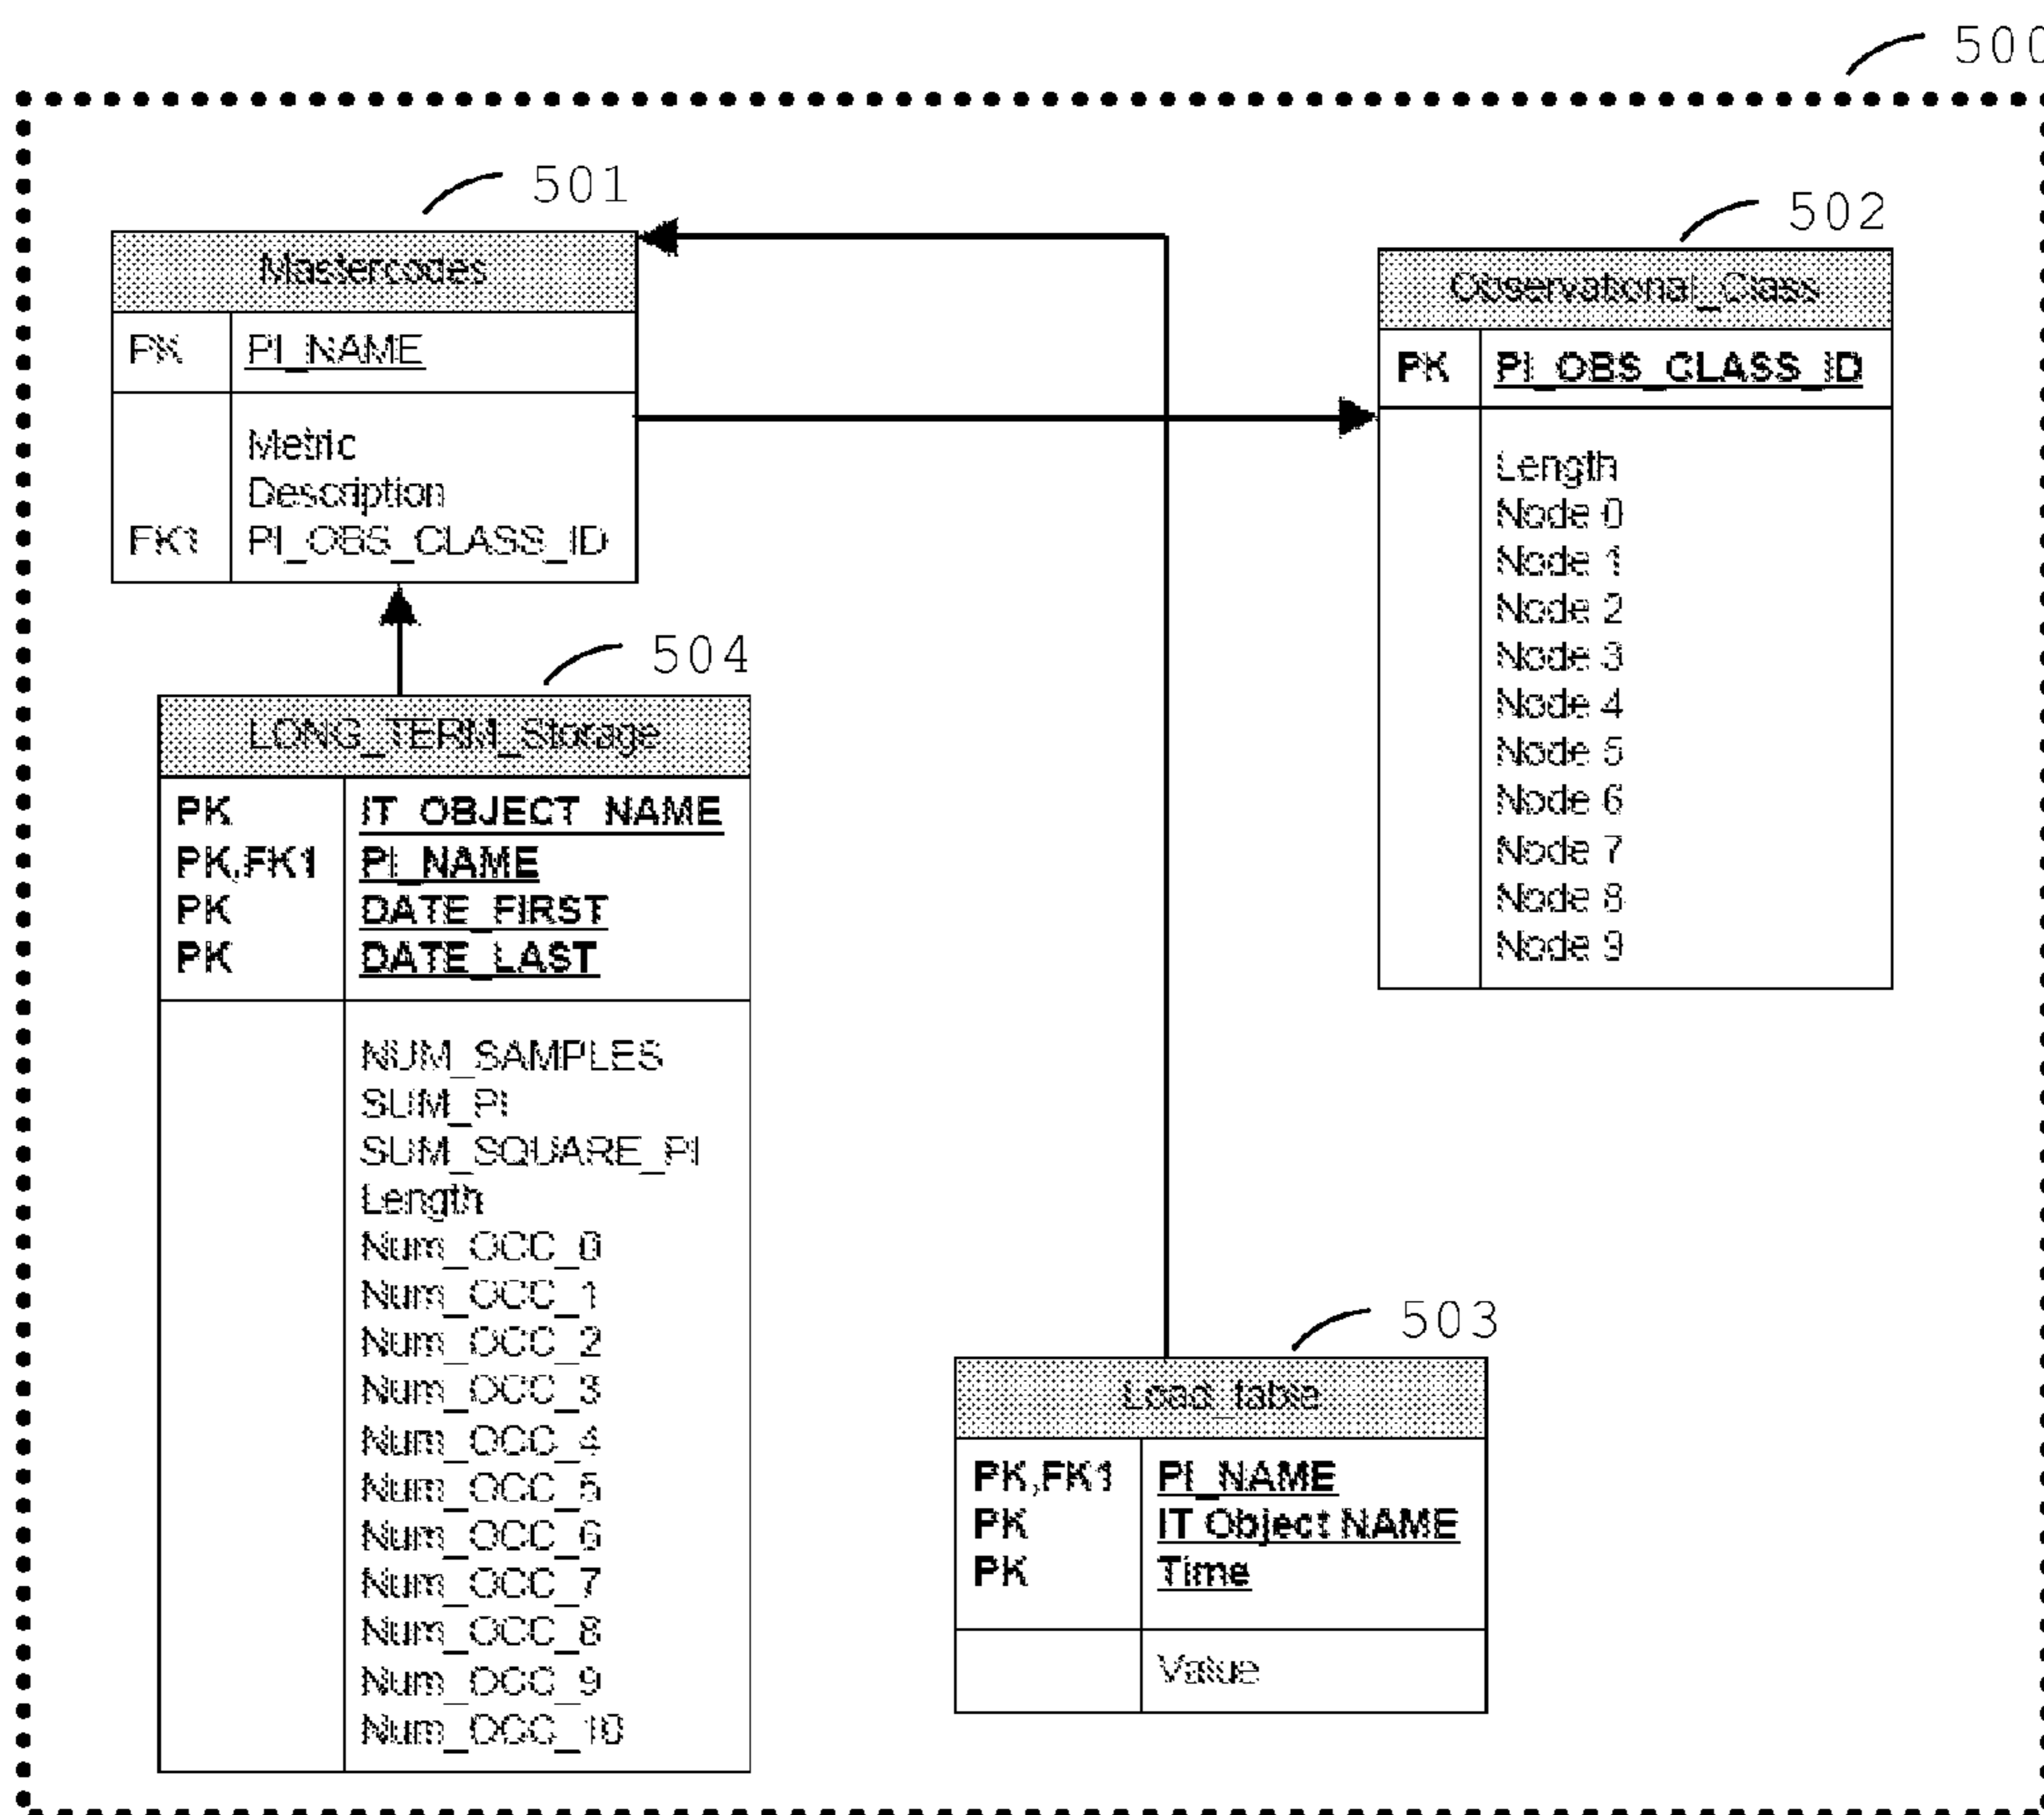 500
501
Mastercodes
PK PI_NAME
Metric
Description
FK1 PI_OBS_CLASS_ID
502
Observational_Class
PK PI_OBS_CLASS_ID
Length
Node 0
Node 1
Node 2
Node 3
Node 4
Node 5
Node 6
Node 7
Node 8
Node 9
504
LONG_TERM_Storage
PK IT_OBJECT_NAME
PK,FK1 PI_NAME
PK DATE_FIRST
PK DATE_LAST
NUM_SAMPLES
SUM_PI
SUM_SQUARE_PI
Length
Num_OCC_0
Num_OCC_1
Num_OCC_2
Num_OCC_3
Num_OCC_4
Num_OCC_5
Num_OCC_6
Num_OCC_7
Num_OCC_8
Num_OCC_9
Num_OCC_10
503
Load_table
PK,FK1 PI_NAME
PK IT Object NAME
PK Time
Value